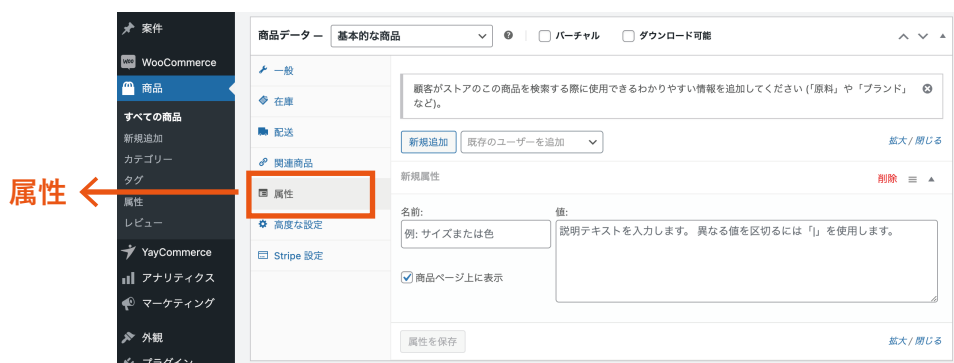 属性
案件
WooCommerce
商品
すべての商品
新規追加
カテゴリー
タグ
属性
レビュー
YayCommerce
アナリティクス
マーケティング
外観
プラグイン
商品データ — 基本的な商品 バーチャル ダウンロード可能
一般
在庫
配送
関連商品
属性
高度な設定
Stripe 設定
顧客がストアのこの商品を検索する際に使用できるわかりやすい情報を追加してください (「原料」や「ブランド」
など)。
新規追加 既存のユーザーを追加 拡大 / 閉じる
新規属性 削除
名前: 値:
例: サイズまたは色 説明テキストを入力します。 異なる値を区切るには「|」を使用します。
商品ページ上に表示
属性を保存 拡大 / 閉じる